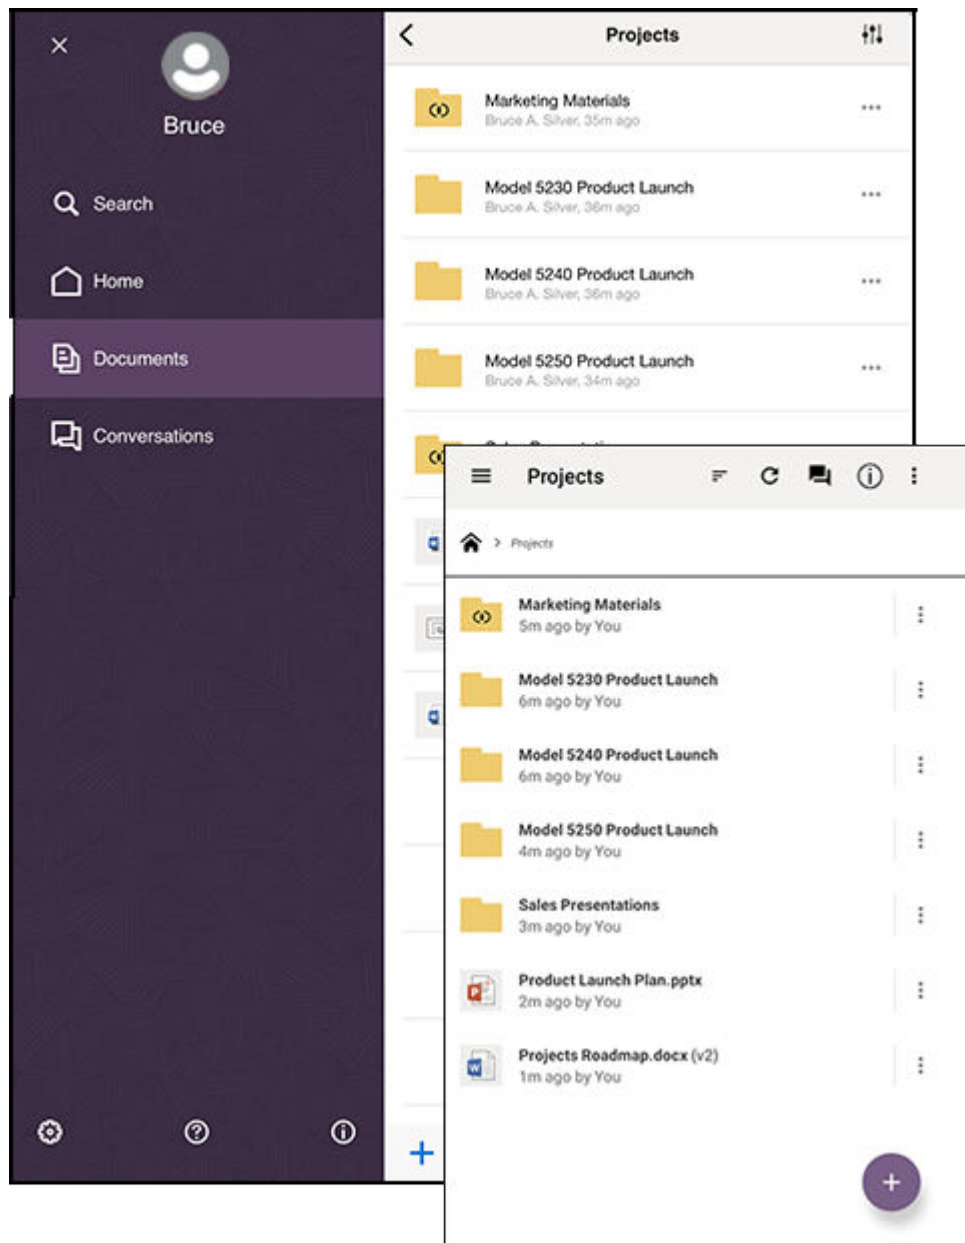 Bruce
Search
Home
Documents
Conversations
Projects
Marketing Materials
Bruce A. Silver, 35m ago
Model 5230 Product Launch
Bruce A. Silver, 36m ago
Model 5240 Product Launch
Bruce A. Silver, 36m ago
Model 5250 Product Launch
Bruce A. Silver, 34m ago
Projects
Projects
Marketing Materials
5m ago by You
Model 5230 Product Launch
6m ago by You
Model 5240 Product Launch
6m ago by You
Model 5250 Product Launch
4m ago by You
Sales Presentations
3m ago by You
Product Launch Plan.pptx
2m ago by You
Projects Roadmap.docx (v2)
1m ago by You